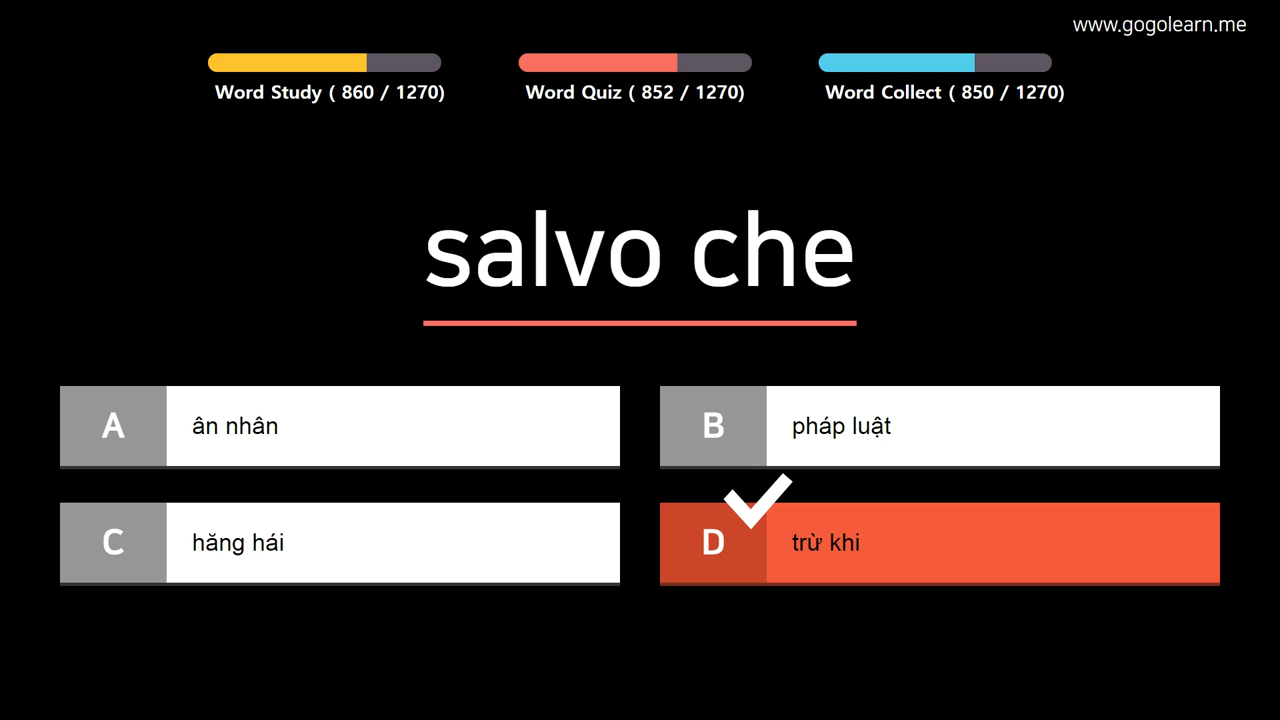 www.gogolearn.me
Word Study ( 860 / 1270)
Word Quiz ( 852 / 1270)
Word Collect ( 850 / 1270)
salvo che
A
ân nhân
B
pháp luật
C
hăng hái
D
trừ khi